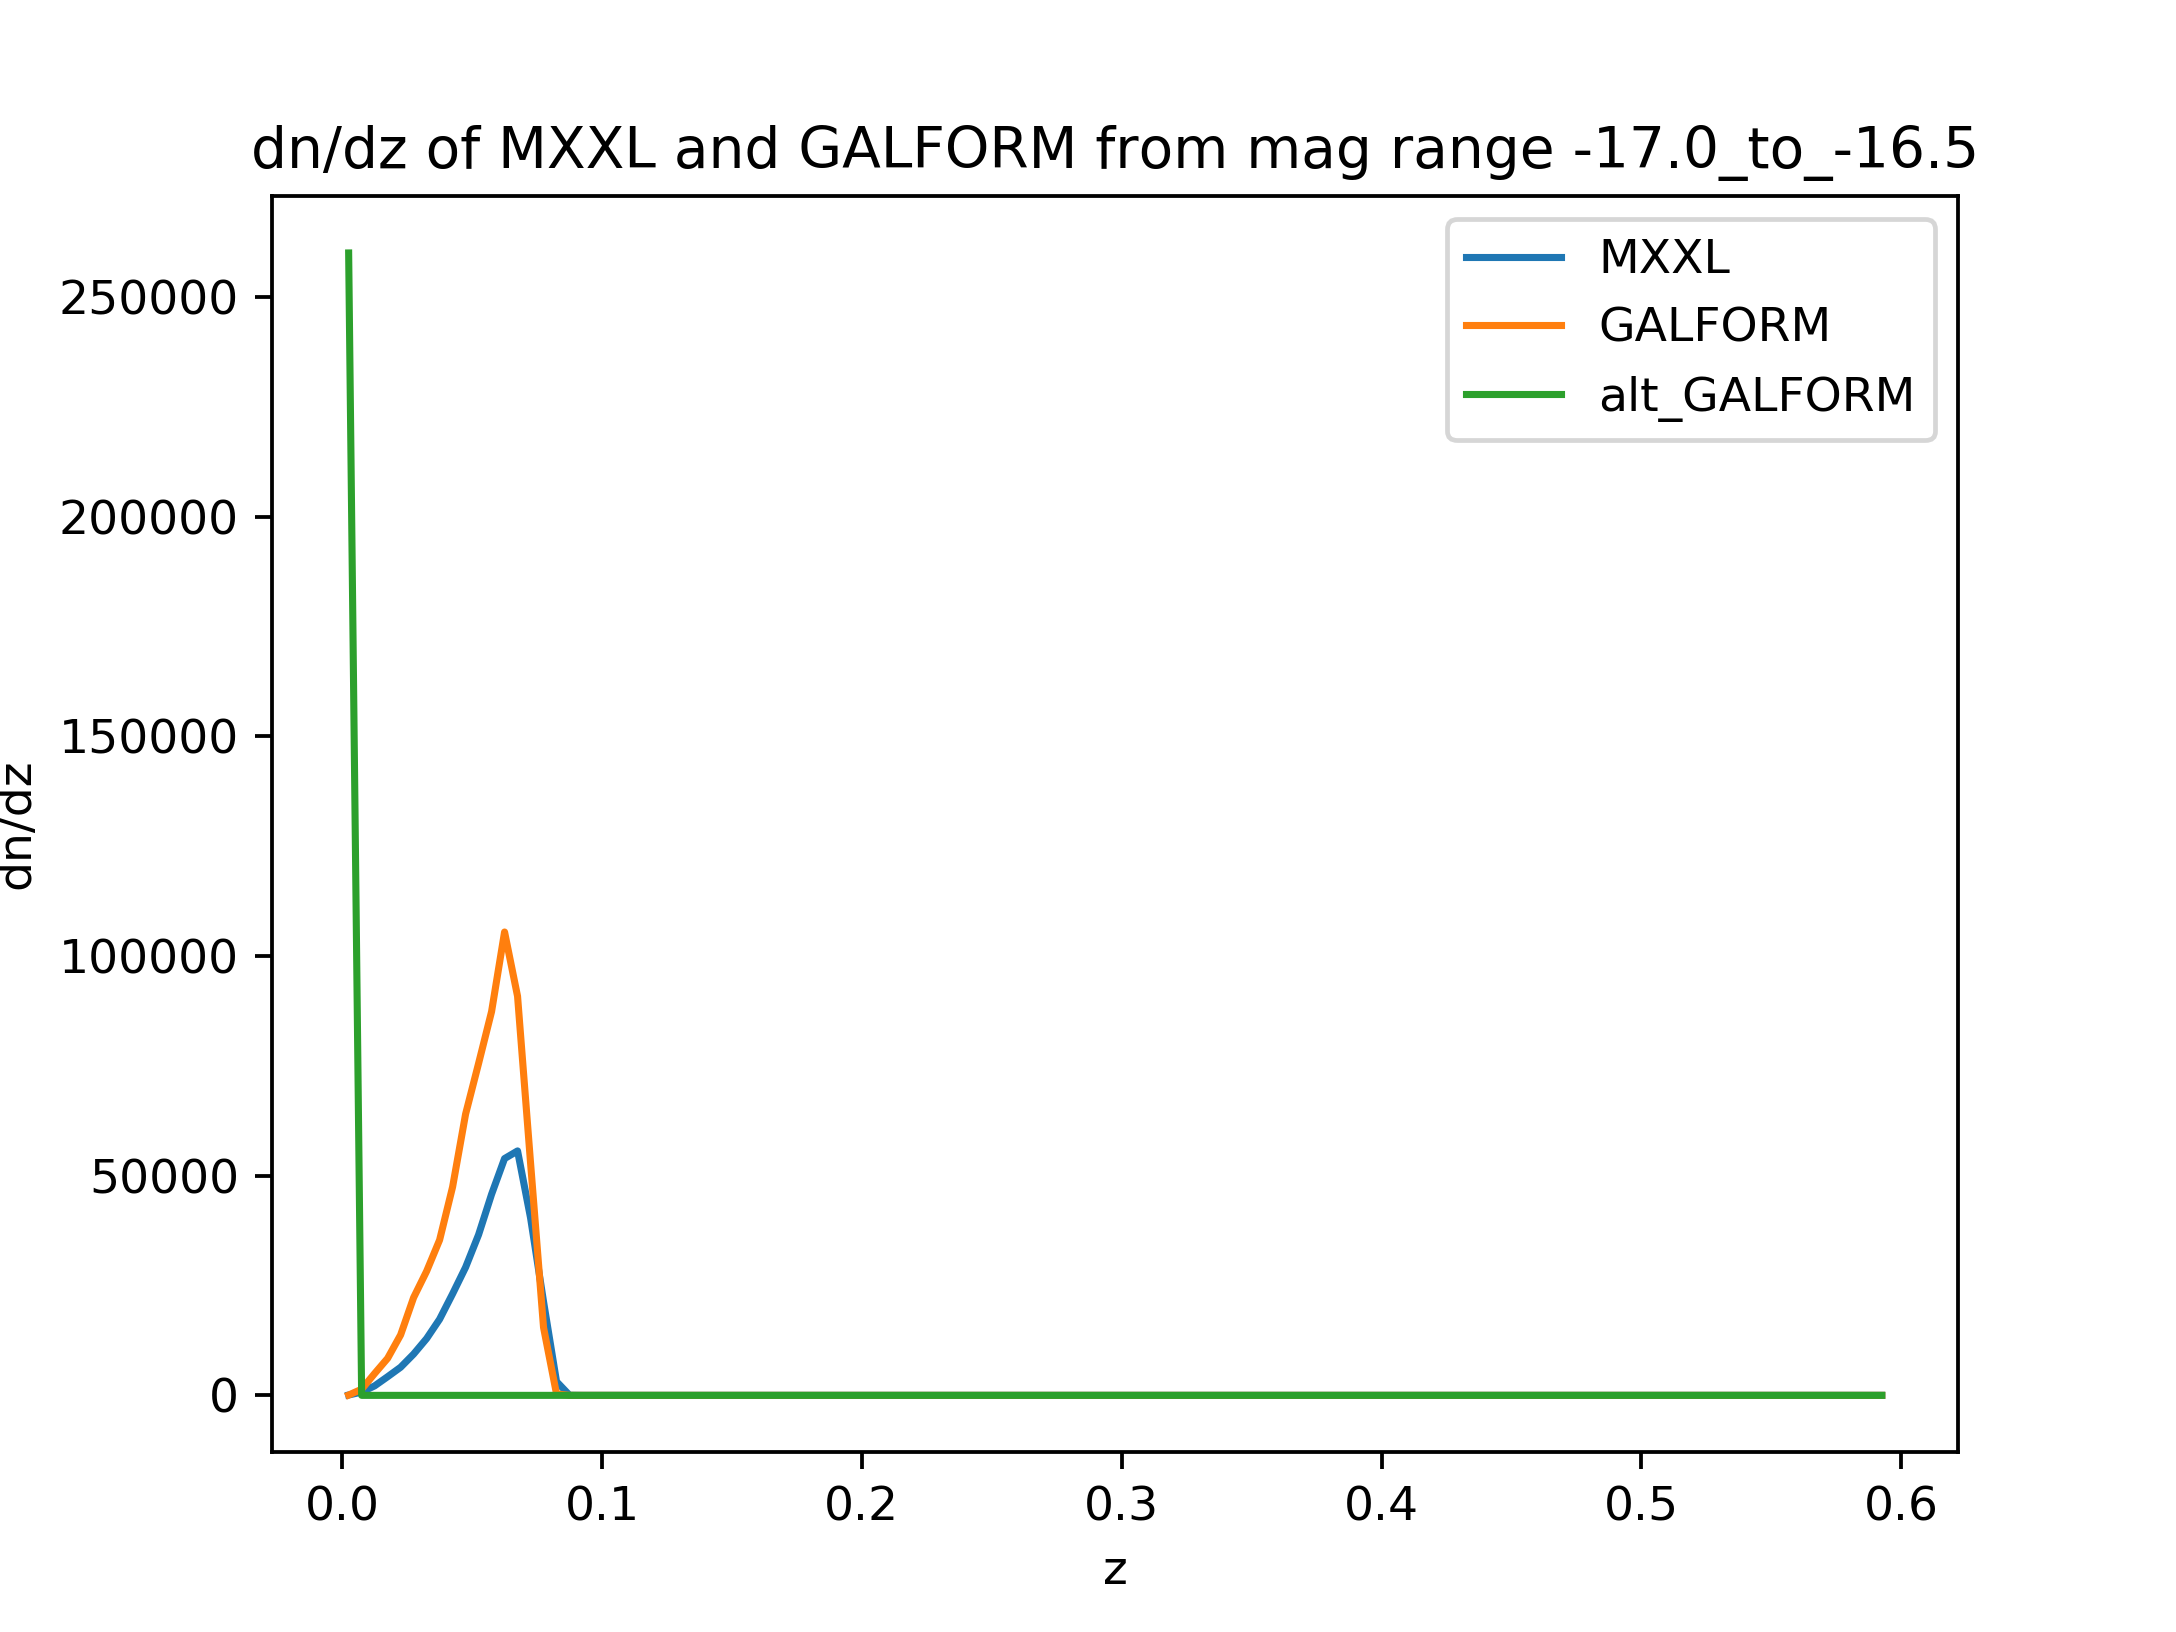 dn/dz of MXXL and GALFORM from mag range -17.0_to_-16.5
MXXL
GALFORM
alt_GALFORM
250000
200000
150000
100000
50000
0
dn/dz
0.0 0.1 0.2 0.3 0.4 0.5 0.6
z